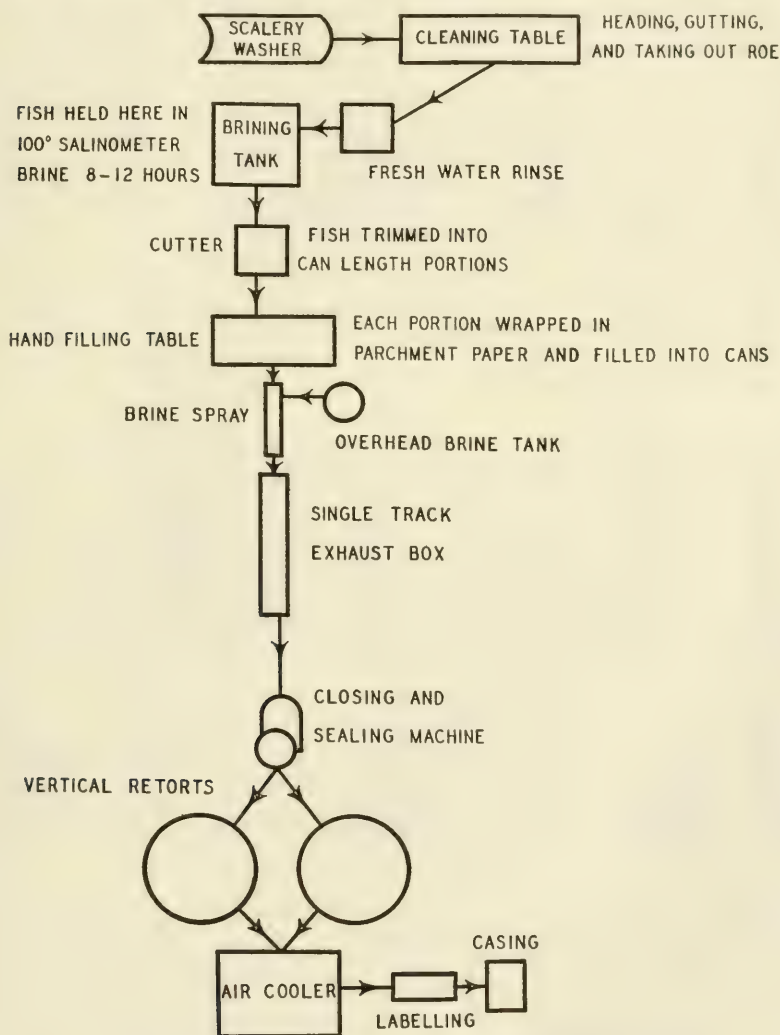 SCALERY
WASHER
CLEANING TABLE
HEADING, GUTTING,
AND TAKING OUT ROE
FISH HELD HERE IN
100° SALINOMETER
BRINE 8-12 HOURS
BRINING
TANK
FRESH WATER RINSE
CUTTER
FISH TRIMMED INTO
CAN LENGTH PORTIONS
HAND FILLING TABLE
EACH PORTION WRAPPED IN
PARCHMENT PAPER AND FILLED INTO CANS
BRINE SPRAY
OVERHEAD BRINE TANK
SINGLE TRACK
EXHAUST BOX
CLOSING AND
SEALING MACHINE
VERTICAL RETORTS
AIR COOLER
CASING
LABELLING